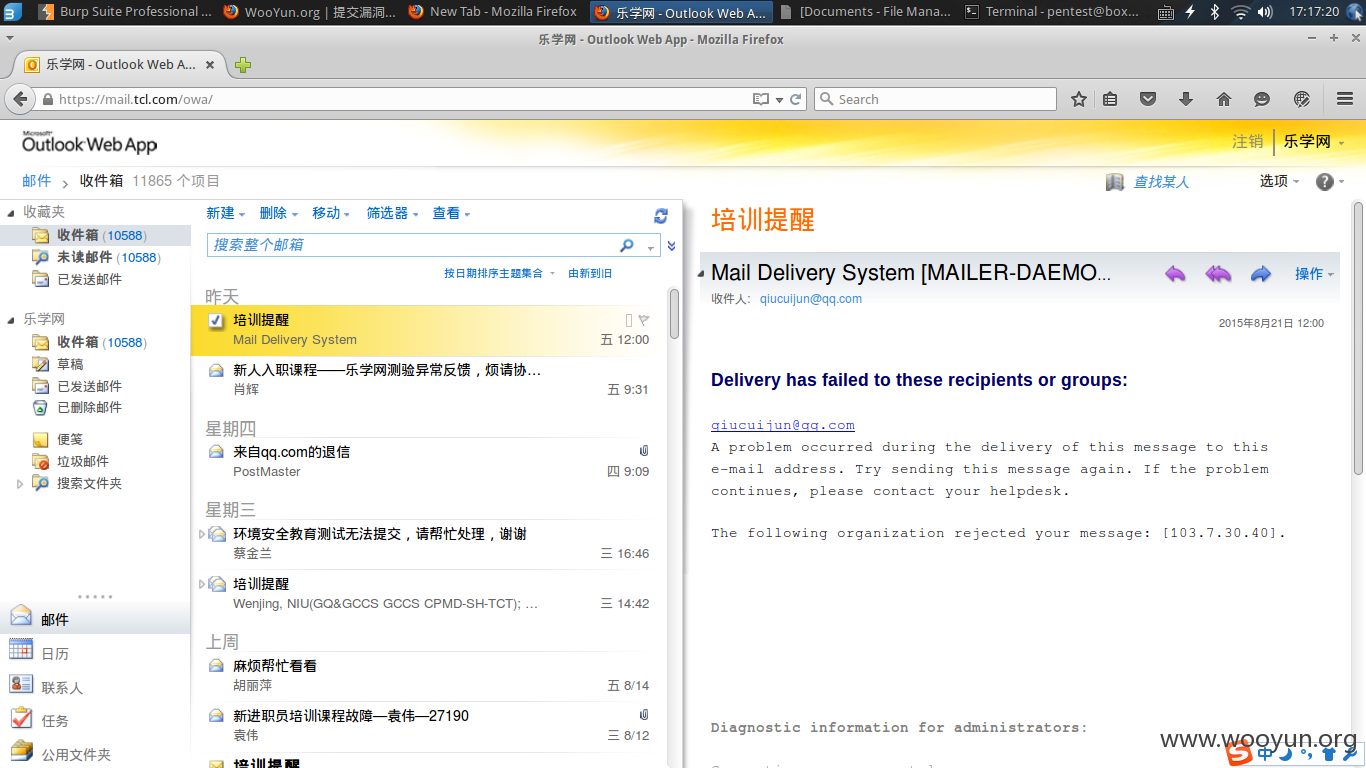 Burp Suite Professional ...
WooYun.org | 提交漏洞...
New Tab - Mozilla Firefox
乐学网 - Outlook Web A...
[Documents - File Mana...
Terminal - pentest@box...
17:17:20
乐学网 - Outlook Web App - Mozilla Firefox
乐学网 - Outlook Web A...
https://mail.tcl.com/owa/
Search
Microsoft®
Outlook Web App
注销
乐学网
邮件
收件箱 11865 个项目
查找某人
选项
收藏夹
收件箱 (10588)
未读邮件 (10588)
已发送邮件
乐学网
收件箱 (10588)
草稿
已发送邮件
已删除邮件
便笺
垃圾邮件
搜索文件夹
邮件
日历
联系人
任务
公用文件夹
新建
删除
移动
筛选器
查看
搜索整个邮箱
按日期排序主题集合
由新到旧
昨天
培训提醒
Mail Delivery System
五 12:00
新人入职课程——乐学网测验异常反馈，烦请协...
肖辉
五 9:31
星期四
来自qq.com的退信
PostMaster
四 9:09
星期三
环境安全教育测试无法提交，请帮忙处理，谢谢
蔡金兰
三 16:46
培训提醒
Wenjing, NIU(GQ&GCCS GCCS CPMD-SH-TCT); ...
三 14:42
上周
麻烦帮忙看看
胡丽萍
五 8/14
新进职员培训课程故障—袁伟—27190
袁伟
三 8/12
培训提醒
培训提醒
Mail Delivery System [MAILER-DAEMO...
操作
收件人: qiucuijun@qq.com
2015年8月21日 12:00
Delivery has failed to these recipients or groups:
qiucuijun@qq.com
A problem occurred during the delivery of this message to this
e-mail address. Try sending this message again. If the problem
continues, please contact your helpdesk.
The following organization rejected your message: [103.7.30.40].
Diagnostic information for administrators:
www.wooyun.org
中